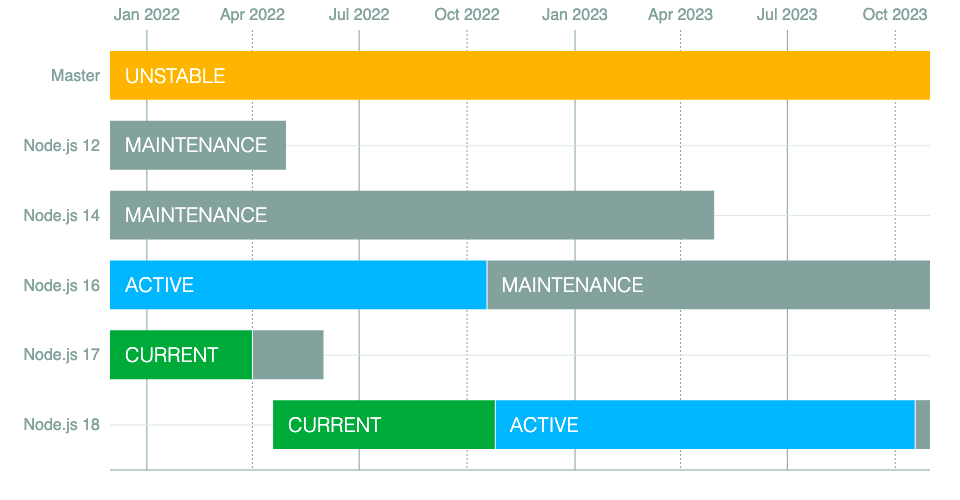 Jan 2022 Apr 2022 Jul 2022 Oct 2022 Jan 2023 Apr 2023 Jul 2023 Oct 2023
Master UNSTABLE
Node.js 12 MAINTENANCE
Node.js 14 MAINTENANCE
Node.js 16 ACTIVE MAINTENANCE
Node.js 17 CURRENT
Node.js 18 CURRENT ACTIVE